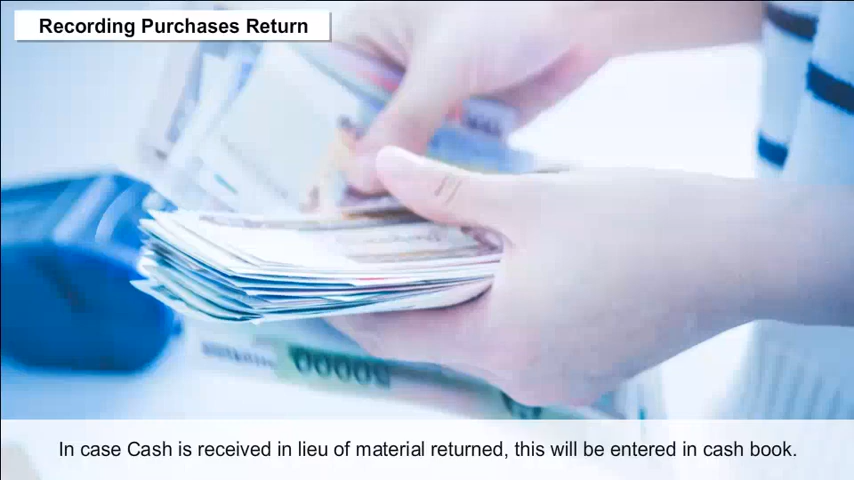 Recording Purchases Return
00005
In case Cash is received in lieu of material returned, this will be entered in cash book.